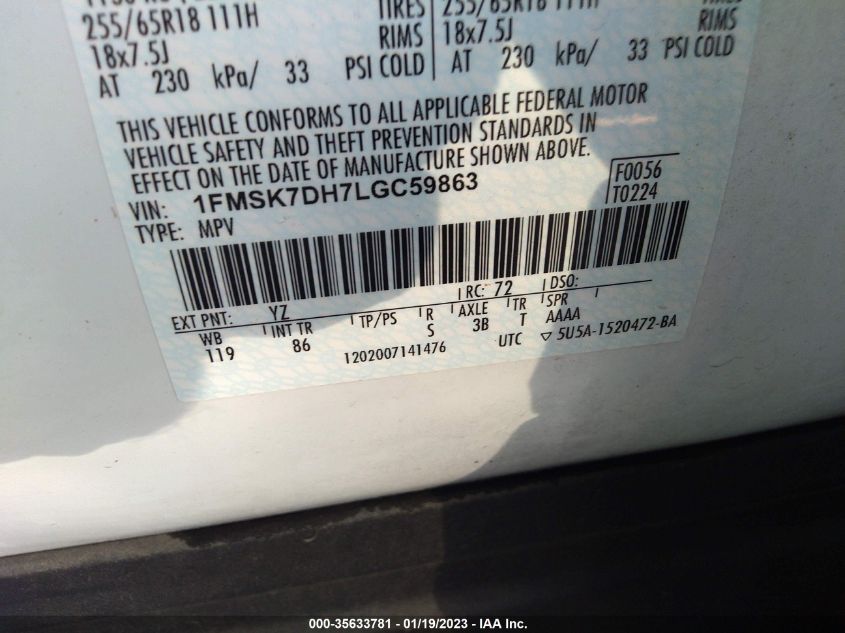 TIRES
255/65R18 111H RIMS 255/65R18 111H RIMS
18x7.5J 18x7.5J
AT 230 kPa/ 33 PSI COLD AT 230 kPa/ 33 PSI COLD
THIS VEHICLE CONFORMS TO ALL APPLICABLE FEDERAL MOTOR
VEHICLE SAFETY AND THEFT PREVENTION STANDARDS IN
EFFECT ON THE DATE OF MANUFACTURE SHOWN ABOVE.
VIN: 1FMSK7DH7LGC59863
TYPE: MPV
F0056
T0224
EXT PNT: YZ RC: 72 DSO:
WB INT TR TP/PS R AXLE TR SPR
119 86 S 3B T AAAA
1202007141476 UTC ▽ 5U5A-1520472-BA
000-35633781 - 01/19/2023 - IAA Inc.